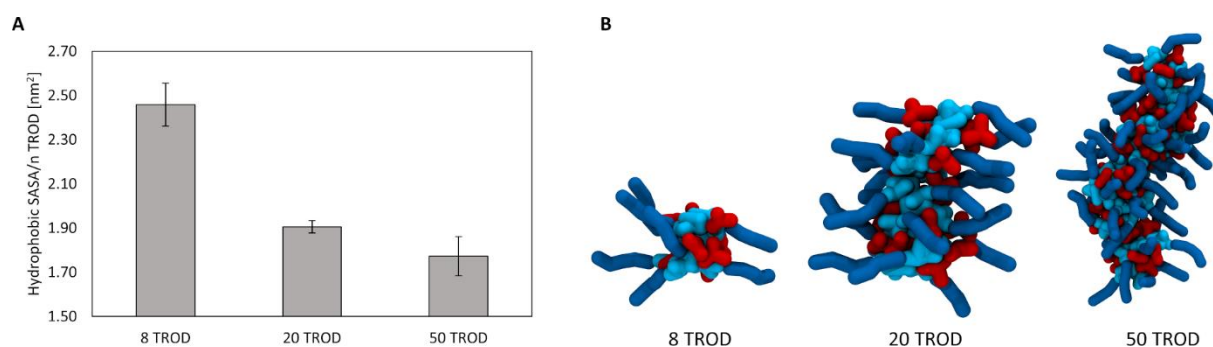 A
B
Hydrophobic SASA/n TROD [nm²]
2.70
2.50
2.30
2.10
1.90
1.70
1.50
8 TROD
20 TROD
50 TROD
8 TROD
20 TROD
50 TROD